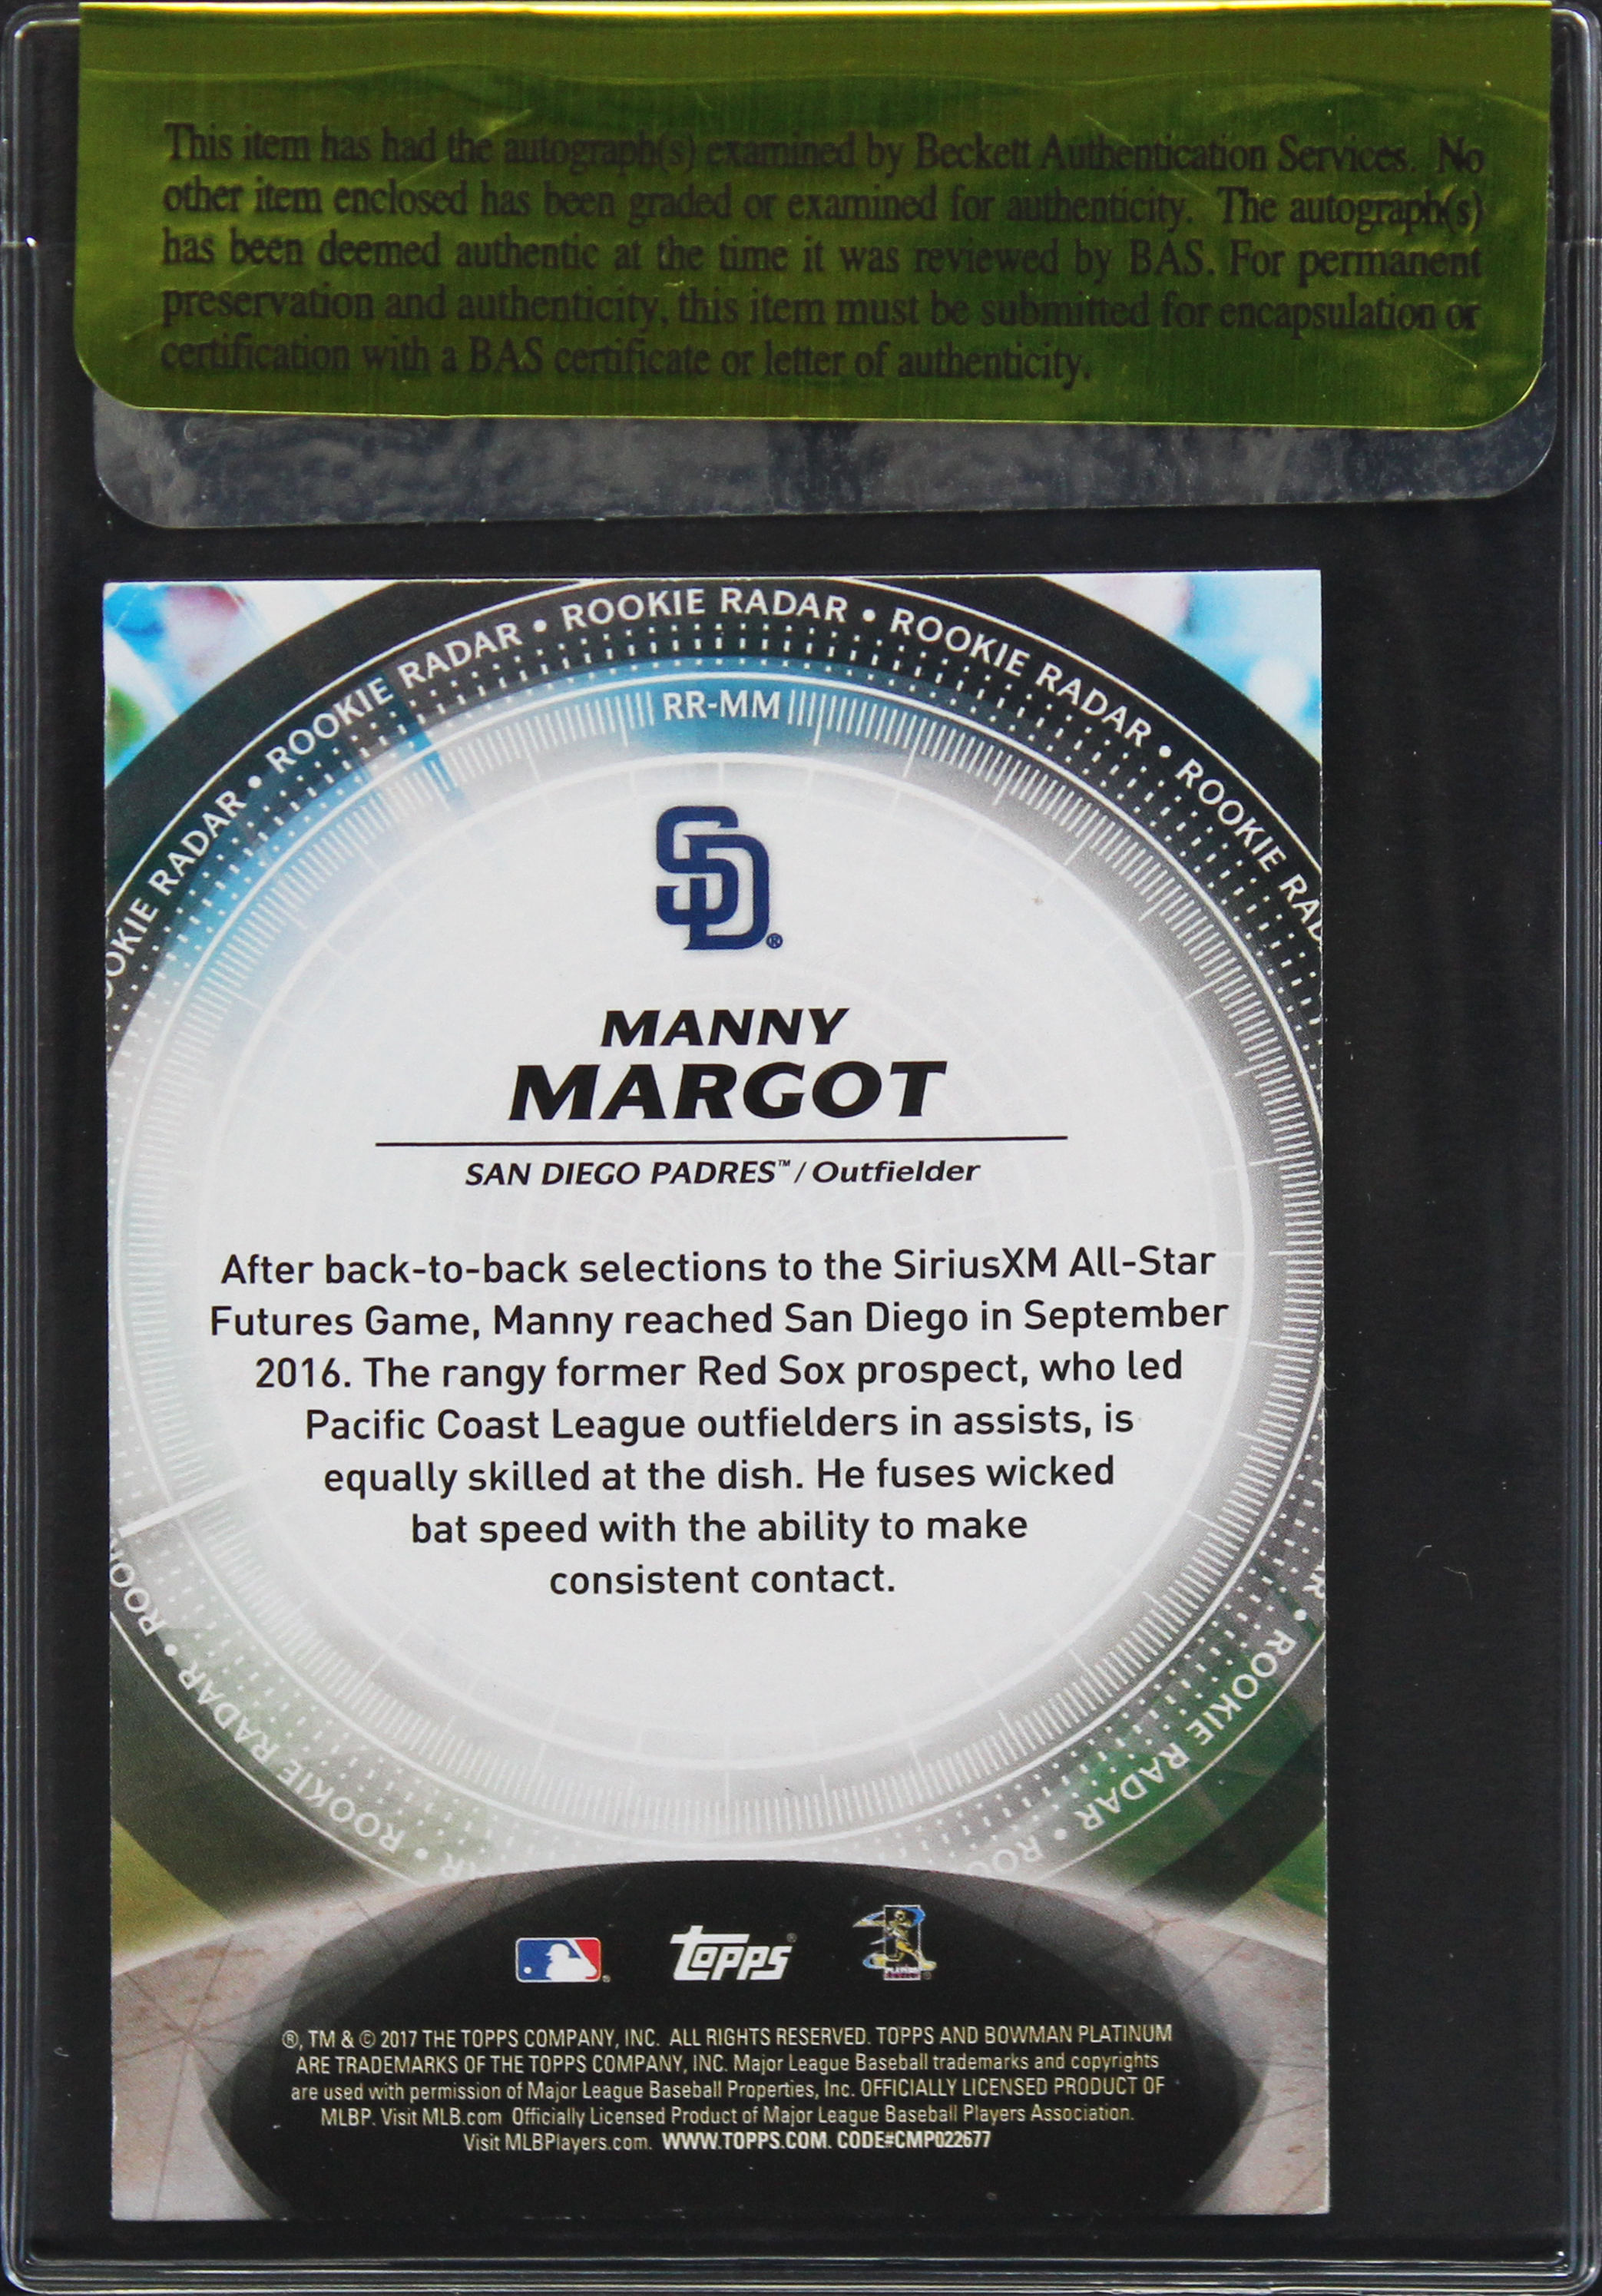 This item has had the autograph(s) examined by Beckett Authentication Services. No
other item enclosed has been graded or examined for authenticity. The autograph(s)
has been deemed authentic at the time it was reviewed by BAS. For permanent
preservation and authenticity, this item must be submitted for encapsulation or
certification with a BAS certificate or letter of authenticity.
OKIE RADAR • ROOKIE RADAR • ROOKIE RADAR • ROOKIE RADAR • ROOKIE RAD
RR-MM
SD®
MANNY
MARGOT
SAN DIEGO PADRES™ / Outfielder
After back-to-back selections to the SiriusXM All-Star
Futures Game, Manny reached San Diego in September
2016. The rangy former Red Sox prospect, who led
Pacific Coast League outfielders in assists, is
equally skilled at the dish. He fuses wicked
bat speed with the ability to make
consistent contact.
R • ROOKIE RADAR • ROO
AR • ROOKIE RADAR • ROO
Topps®
PLAYERS
®, TM & © 2017 THE TOPPS COMPANY, INC. ALL RIGHTS RESERVED. TOPPS AND BOWMAN PLATINUM
ARE TRADEMARKS OF THE TOPPS COMPANY, INC. Major League Baseball trademarks and copyrights
are used with permission of Major League Baseball Properties, Inc. OFFICIALLY LICENSED PRODUCT OF
MLBP. Visit MLB.com Officially Licensed Product of Major League Baseball Players Association.
Visit MLBPlayers.com. WWW.TOPPS.COM. CODE#CMP022677